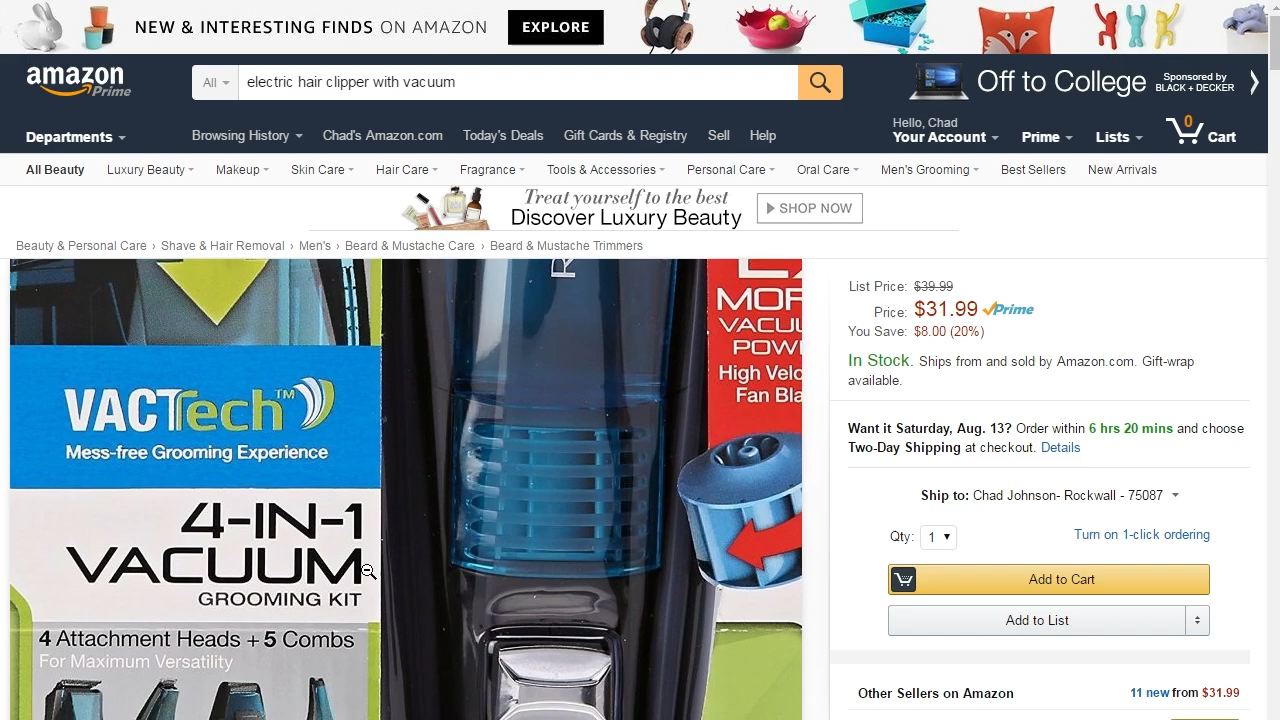 NEW & INTERESTING FINDS ON AMAZON EXPLORE
amazon Prime
All electric hair clipper with vacuum
Off to College
Sponsored by
BLACK + DECKER
Departments
Browsing History Chad's Amazon.com Today's Deals Gift Cards & Registry Sell Help
Hello, Chad
Your Account Prime Lists 0 Cart
All Beauty Luxury Beauty Makeup Skin Care Hair Care Fragrance Tools & Accessories Personal Care Oral Care Men's Grooming Best Sellers New Arrivals
Treat yourself to the best
Discover Luxury Beauty
SHOP NOW
Beauty & Personal Care › Shave & Hair Removal › Men's › Beard & Mustache Care › Beard & Mustache Trimmers
VACTech™
Mess-free Grooming Experience
4-IN-1
VACUUM
GROOMING KIT
4 Attachment Heads + 5 Combs
For Maximum Versatility
MOR
VACUU
POW
High Velo
Fan Bla
List Price: $39.99
Price: $31.99 Prime
You Save: $8.00 (20%)
In Stock. Ships from and sold by Amazon.com. Gift-wrap
available.
Want it Saturday, Aug. 13? Order within 6 hrs 20 mins and choose
Two-Day Shipping at checkout. Details
Ship to: Chad Johnson- Rockwall - 75087
Qty: 1 Turn on 1-click ordering
Add to Cart
Add to List
Other Sellers on Amazon 11 new from $31.99